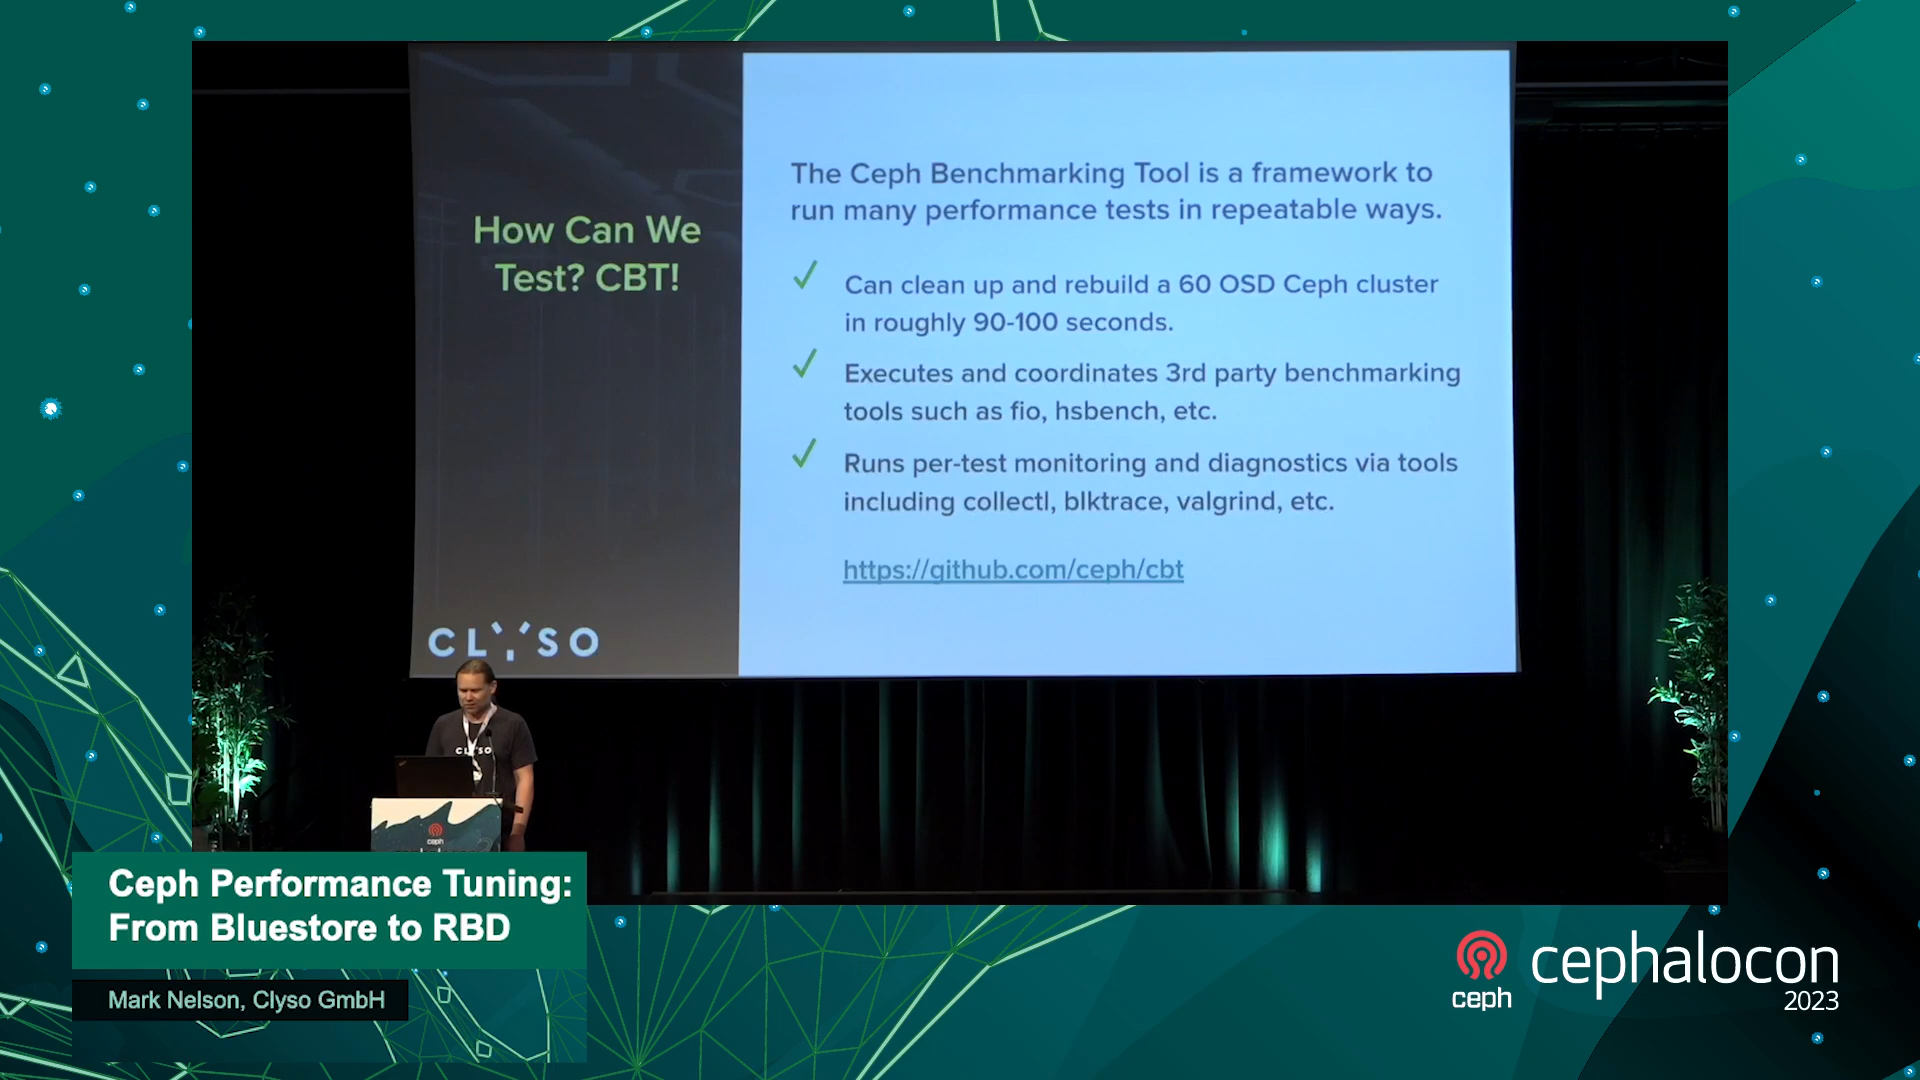 How Can We
Test? CBT!
The Ceph Benchmarking Tool is a framework to
run many performance tests in repeatable ways.
Can clean up and rebuild a 60 OSD Ceph cluster
in roughly 90-100 seconds.
Executes and coordinates 3rd party benchmarking
tools such as fio, hsbench, etc.
Runs per-test monitoring and diagnostics via tools
including collectl, blktrace, valgrind, etc.
https://github.com/ceph/cbt
CLYSO
CLYSO
ceph
Ceph Performance Tuning:
From Bluestore to RBD
Mark Nelson, Clyso GmbH
ceph
cephalocon
2023